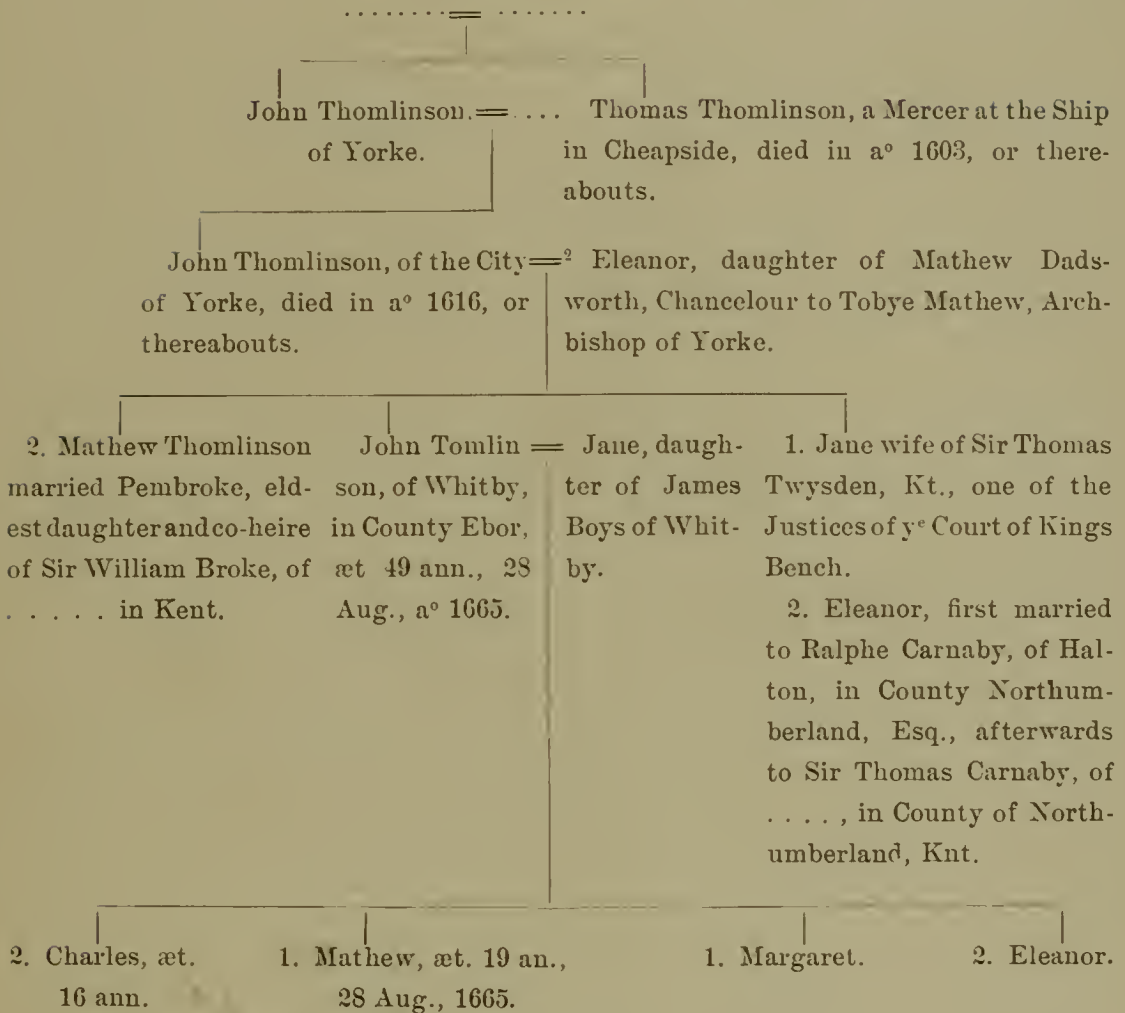 ........=.......
John Thomlinson.=....
of Yorke.
Thomas Thomlinson, a Mercer at the Ship
in Cheapside, died in aº 1603, or there-
abouts.
John Thomlinson, of the City=²
of Yorke, died in aº 1616, or
thereabouts.
Eleanor, daughter of Mathew Dads-
worth, Chancelour to Tobye Mathew, Arch-
bishop of Yorke.
2. Mathew Thomlinson
married Pembroke, eld-
est daughter and co-heire
of Sir William Broke, of
. . . . . in Kent.
John Tomlin =
son, of Whitby,
in County Ebor,
æt 49 ann., 28
Aug., aº 1665.
Jane, daugh-
ter of James
Boys of Whit-
by.
1. Jane wife of Sir Thomas
Twysden, Kt., one of the
Justices of yᵉ Court of Kings
Bench.
2. Eleanor, first married
to Ralphe Carnaby, of Hal-
ton, in County Northum-
berland, Esq., afterwards
to Sir Thomas Carnaby, of
. . . . , in County of North-
umberland, Knt.
2. Charles, æt.
16 ann.
1. Mathew, æt. 19 an.,
28 Aug., 1665.
1. Margaret.
2. Eleanor.